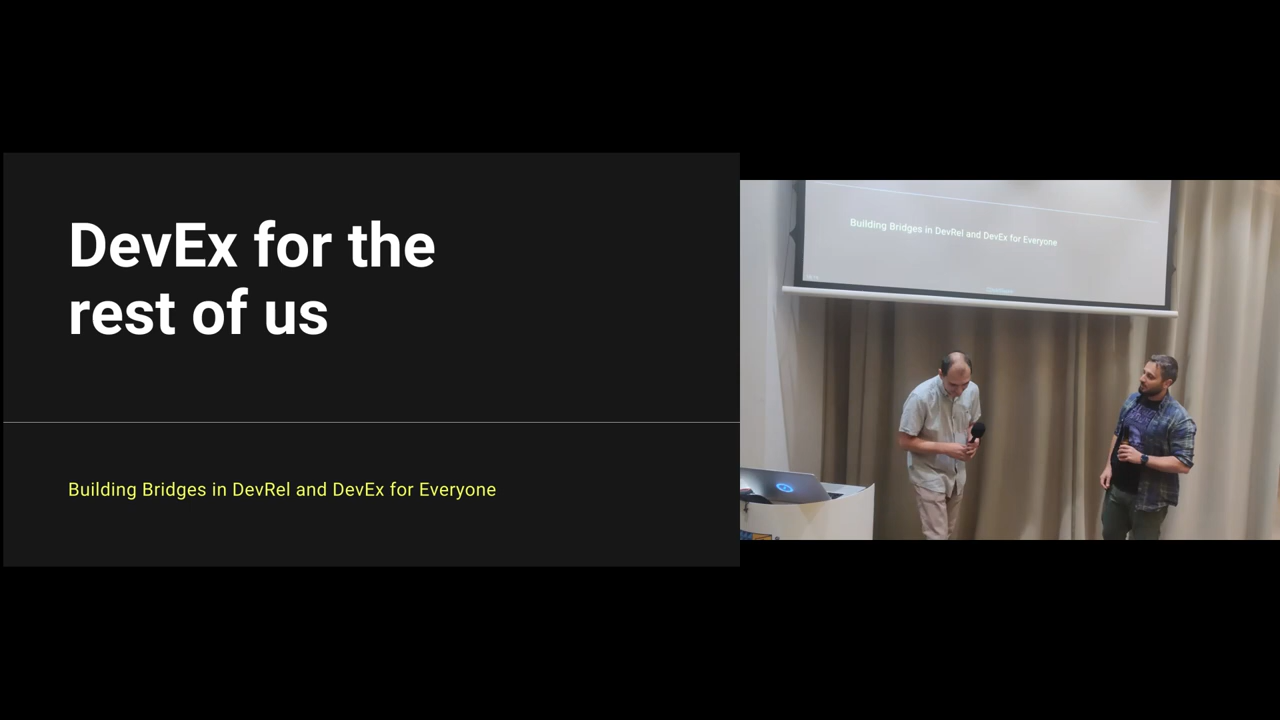 DevEx for the
rest of us
Building Bridges in DevRel and DevEx for Everyone
Building Bridges in DevRel and DevEx for Everyone